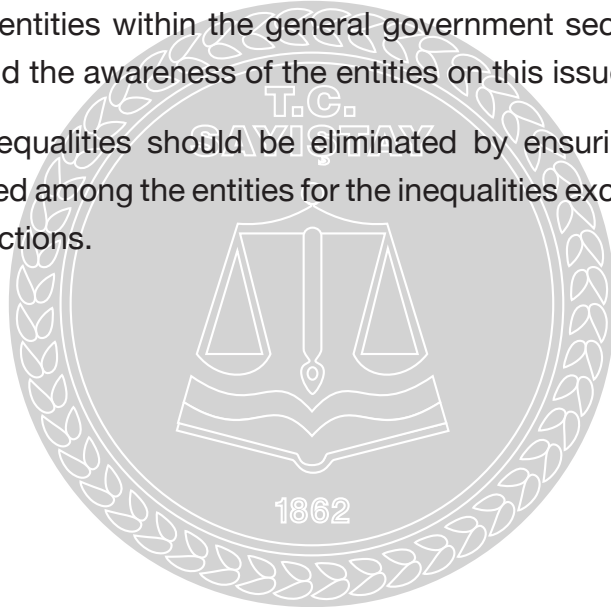 entities within the general government sec
d the awareness of the entities on this issue
T.C.
SAYIŞTAY
equalities should be eliminated by ensuri
ed among the entities for the inequalities exc
ctions.
1862